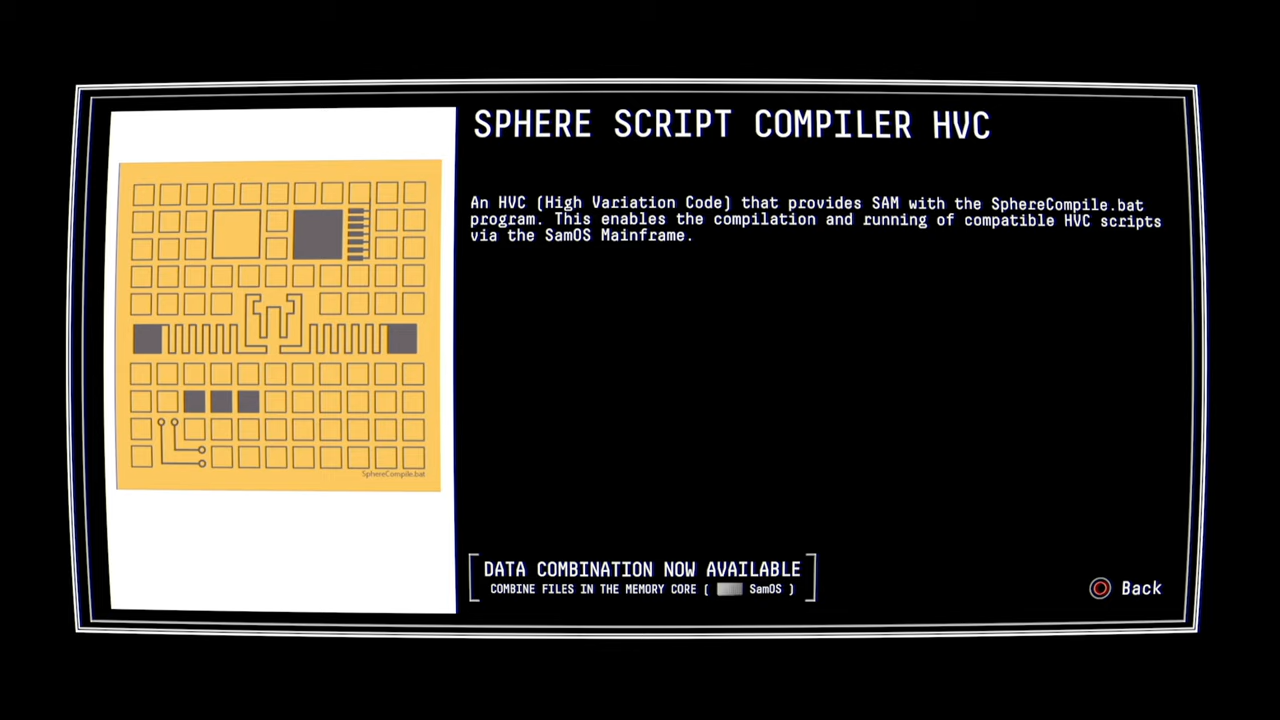 SPHERE SCRIPT COMPILER HVC
An HVC (High Variation Code) that provides SAM with the SphereCompile.bat
program. This enables the compilation and running of compatible HVC scripts
via the SamOS Mainframe.
SphereCompile.bat
DATA COMBINATION NOW AVAILABLE
COMBINE FILES IN THE MEMORY CORE ( SamOS )
Back